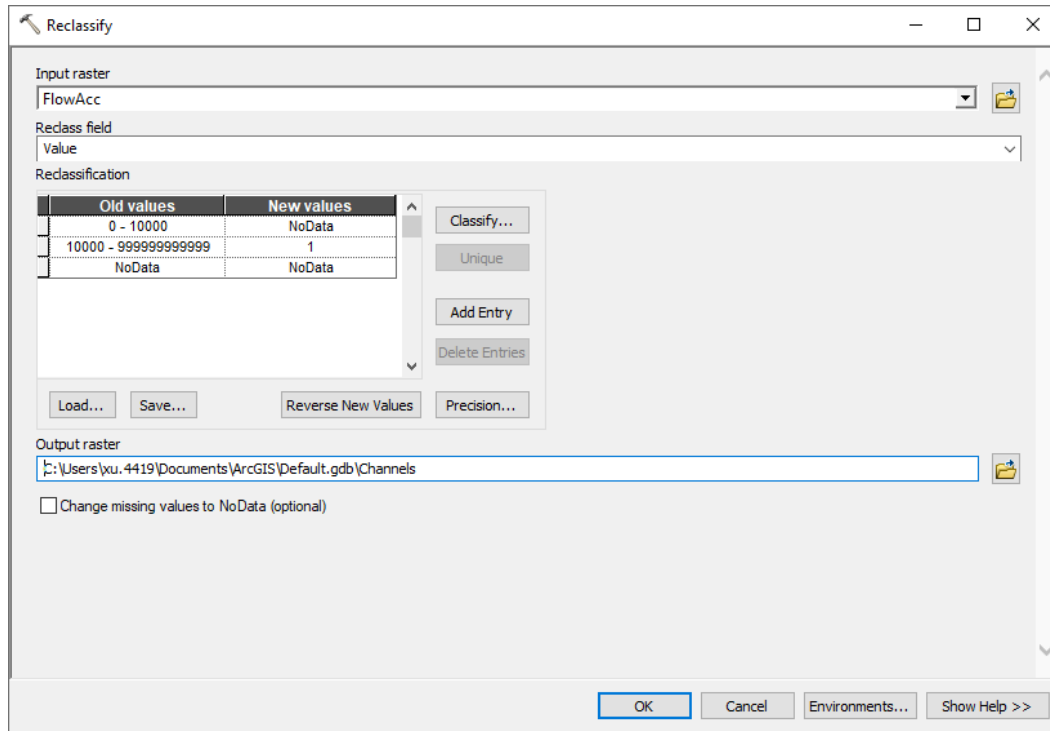 Reclassify
Input raster
FlowAcc
Reclass field
Value
Reclassification
Old values New values
0 - 10000 NoData
10000 - 999999999999 1
NoData NoData
Classify...
Unique
Add Entry
Delete Entries
Load... Save... Reverse New Values Precision...
Output raster
C:\Users\xu.4419\Documents\ArcGIS\Default.gdb\Channels
Change missing values to NoData (optional)
OK Cancel Environments... Show Help >>